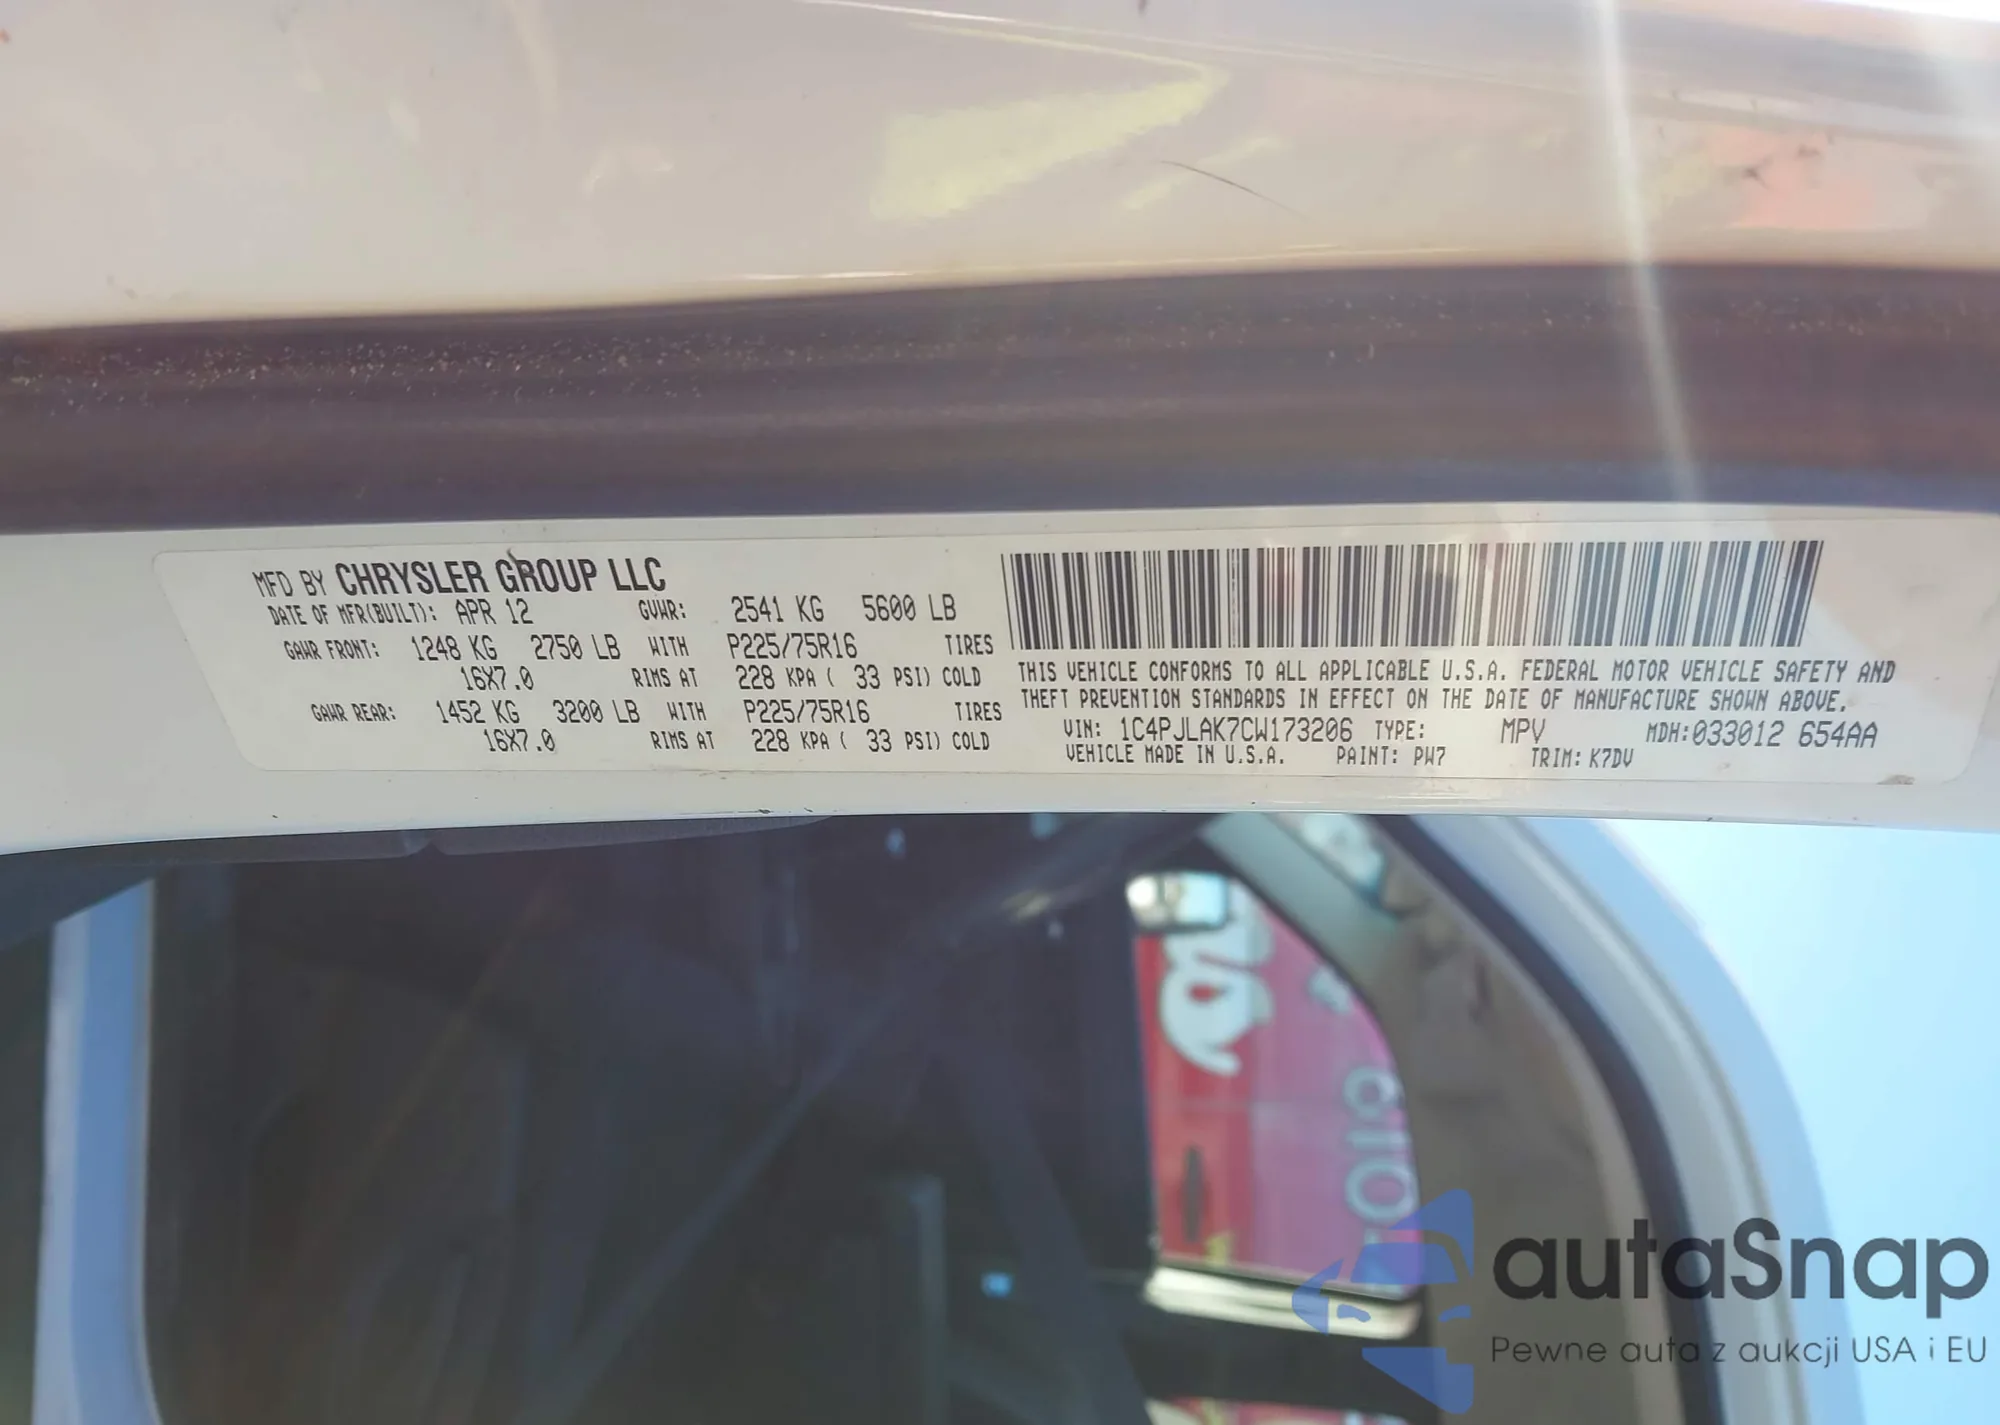 MFD BY CHRYSLER GROUP LLC
DATE OF MFR(BUILT): APR 12 GVWR: 2541 KG 5600 LB
GAWR FRONT: 1248 KG 2750 LB WITH P225/75R16 TIRES
16X7.0 RIMS AT 228 KPA ( 33 PSI) COLD
GAWR REAR: 1452 KG 3200 LB WITH P225/75R16 TIRES
16X7.0 RIMS AT 228 KPA ( 33 PSI) COLD
THIS VEHICLE CONFORMS TO ALL APPLICABLE U.S.A. FEDERAL MOTOR VEHICLE SAFETY AND
THEFT PREVENTION STANDARDS IN EFFECT ON THE DATE OF MANUFACTURE SHOWN ABOVE.
VIN: 1C4PJLAK7CW173206 TYPE: MPV MDH:033012 654AA
VEHICLE MADE IN U.S.A. PAINT: PW7 TRIM: K7DV
autaSnap
Pewne auta z aukcji USA i EU